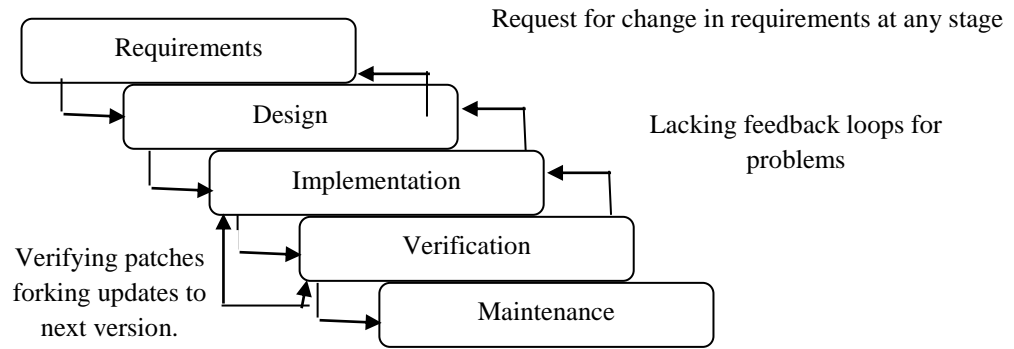 Request for change in requirements at any stage
Requirements
Design
Lacking feedback loops for
problems
Implementation
Verification
Verifying patches
forking updates to
next version.
Maintenance